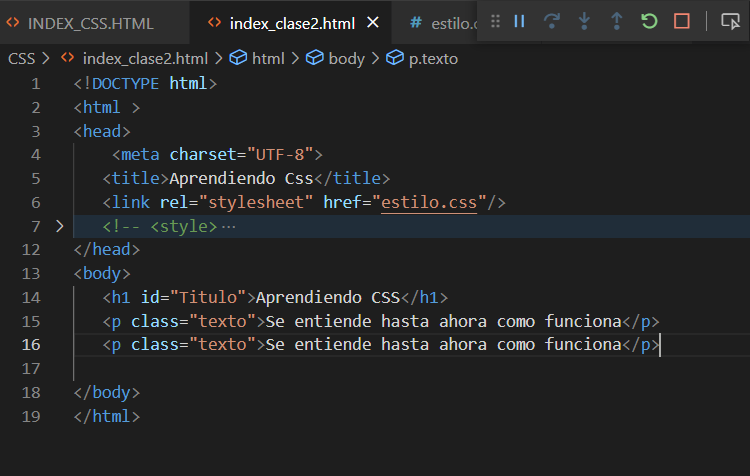 INDEX_CSS.HTML index_clase2.html estilo.c
CSS > index_clase2.html > html > body > p.texto
1 <!DOCTYPE html>
2 <html >
3 <head>
4 <meta charset="UTF-8">
5 <title>Aprendiendo Css</title>
6 <link rel="stylesheet" href="estilo.css"/>
7 <!-- <style>…
12 </head>
13 <body>
14 <h1 id="Titulo">Aprendiendo CSS</h1>
15 <p class="texto">Se entiende hasta ahora como funciona</p>
16 <p class="texto">Se entiende hasta ahora como funciona</p>
17
18 </body>
19 </html>